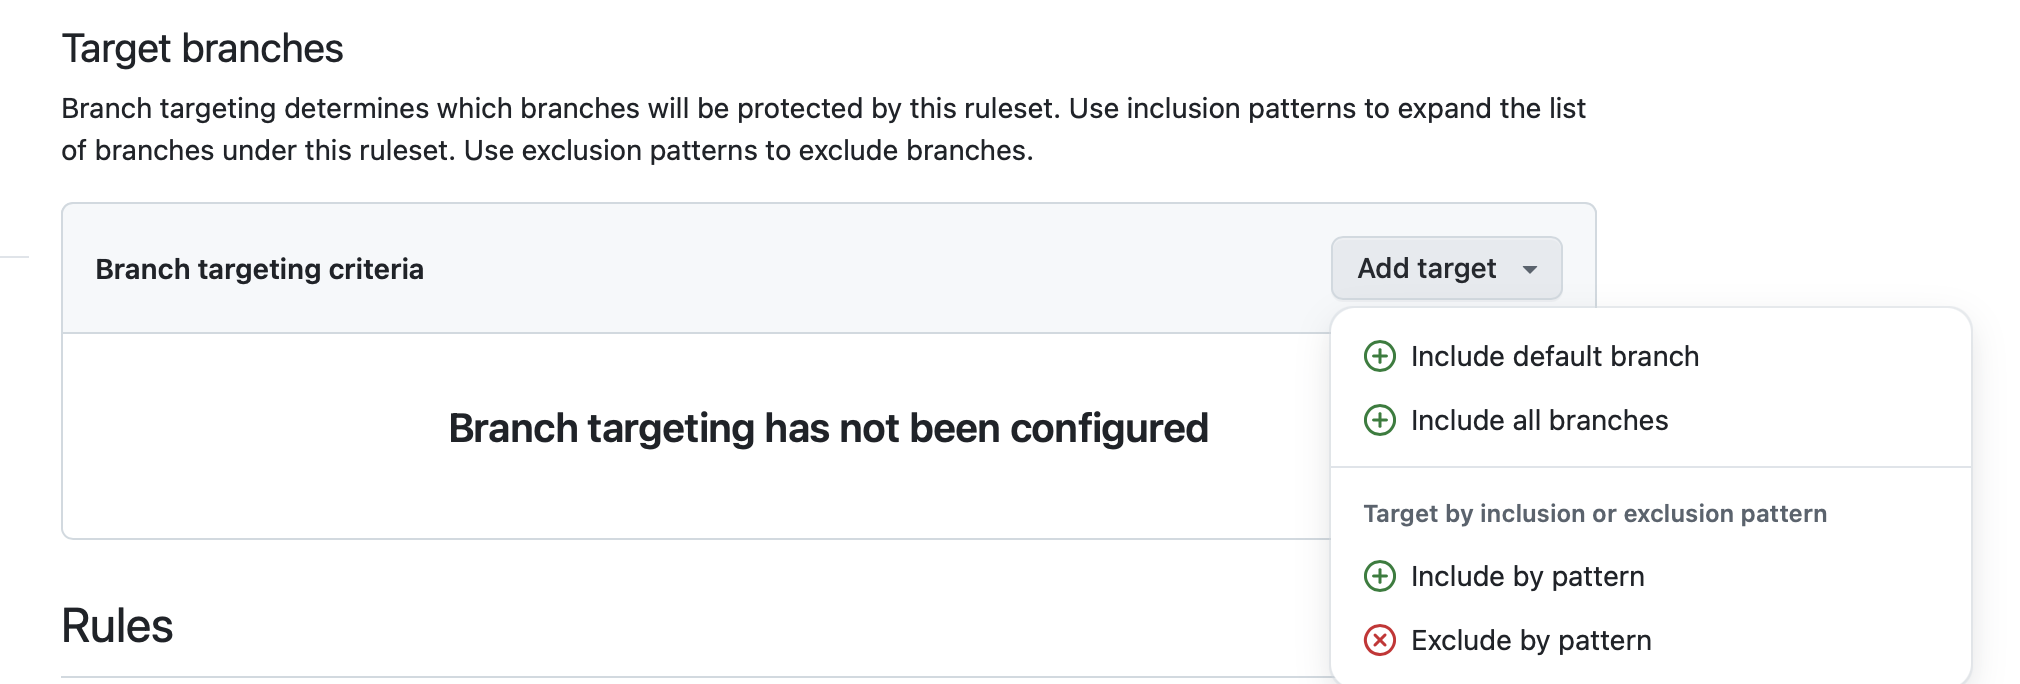 Target branches
Branch targeting determines which branches will be protected by this ruleset. Use inclusion patterns to expand the list
of branches under this ruleset. Use exclusion patterns to exclude branches.
Branch targeting criteria
Add target
Include default branch
Include all branches
Branch targeting has not been configured
Target by inclusion or exclusion pattern
Include by pattern
Exclude by pattern
Rules